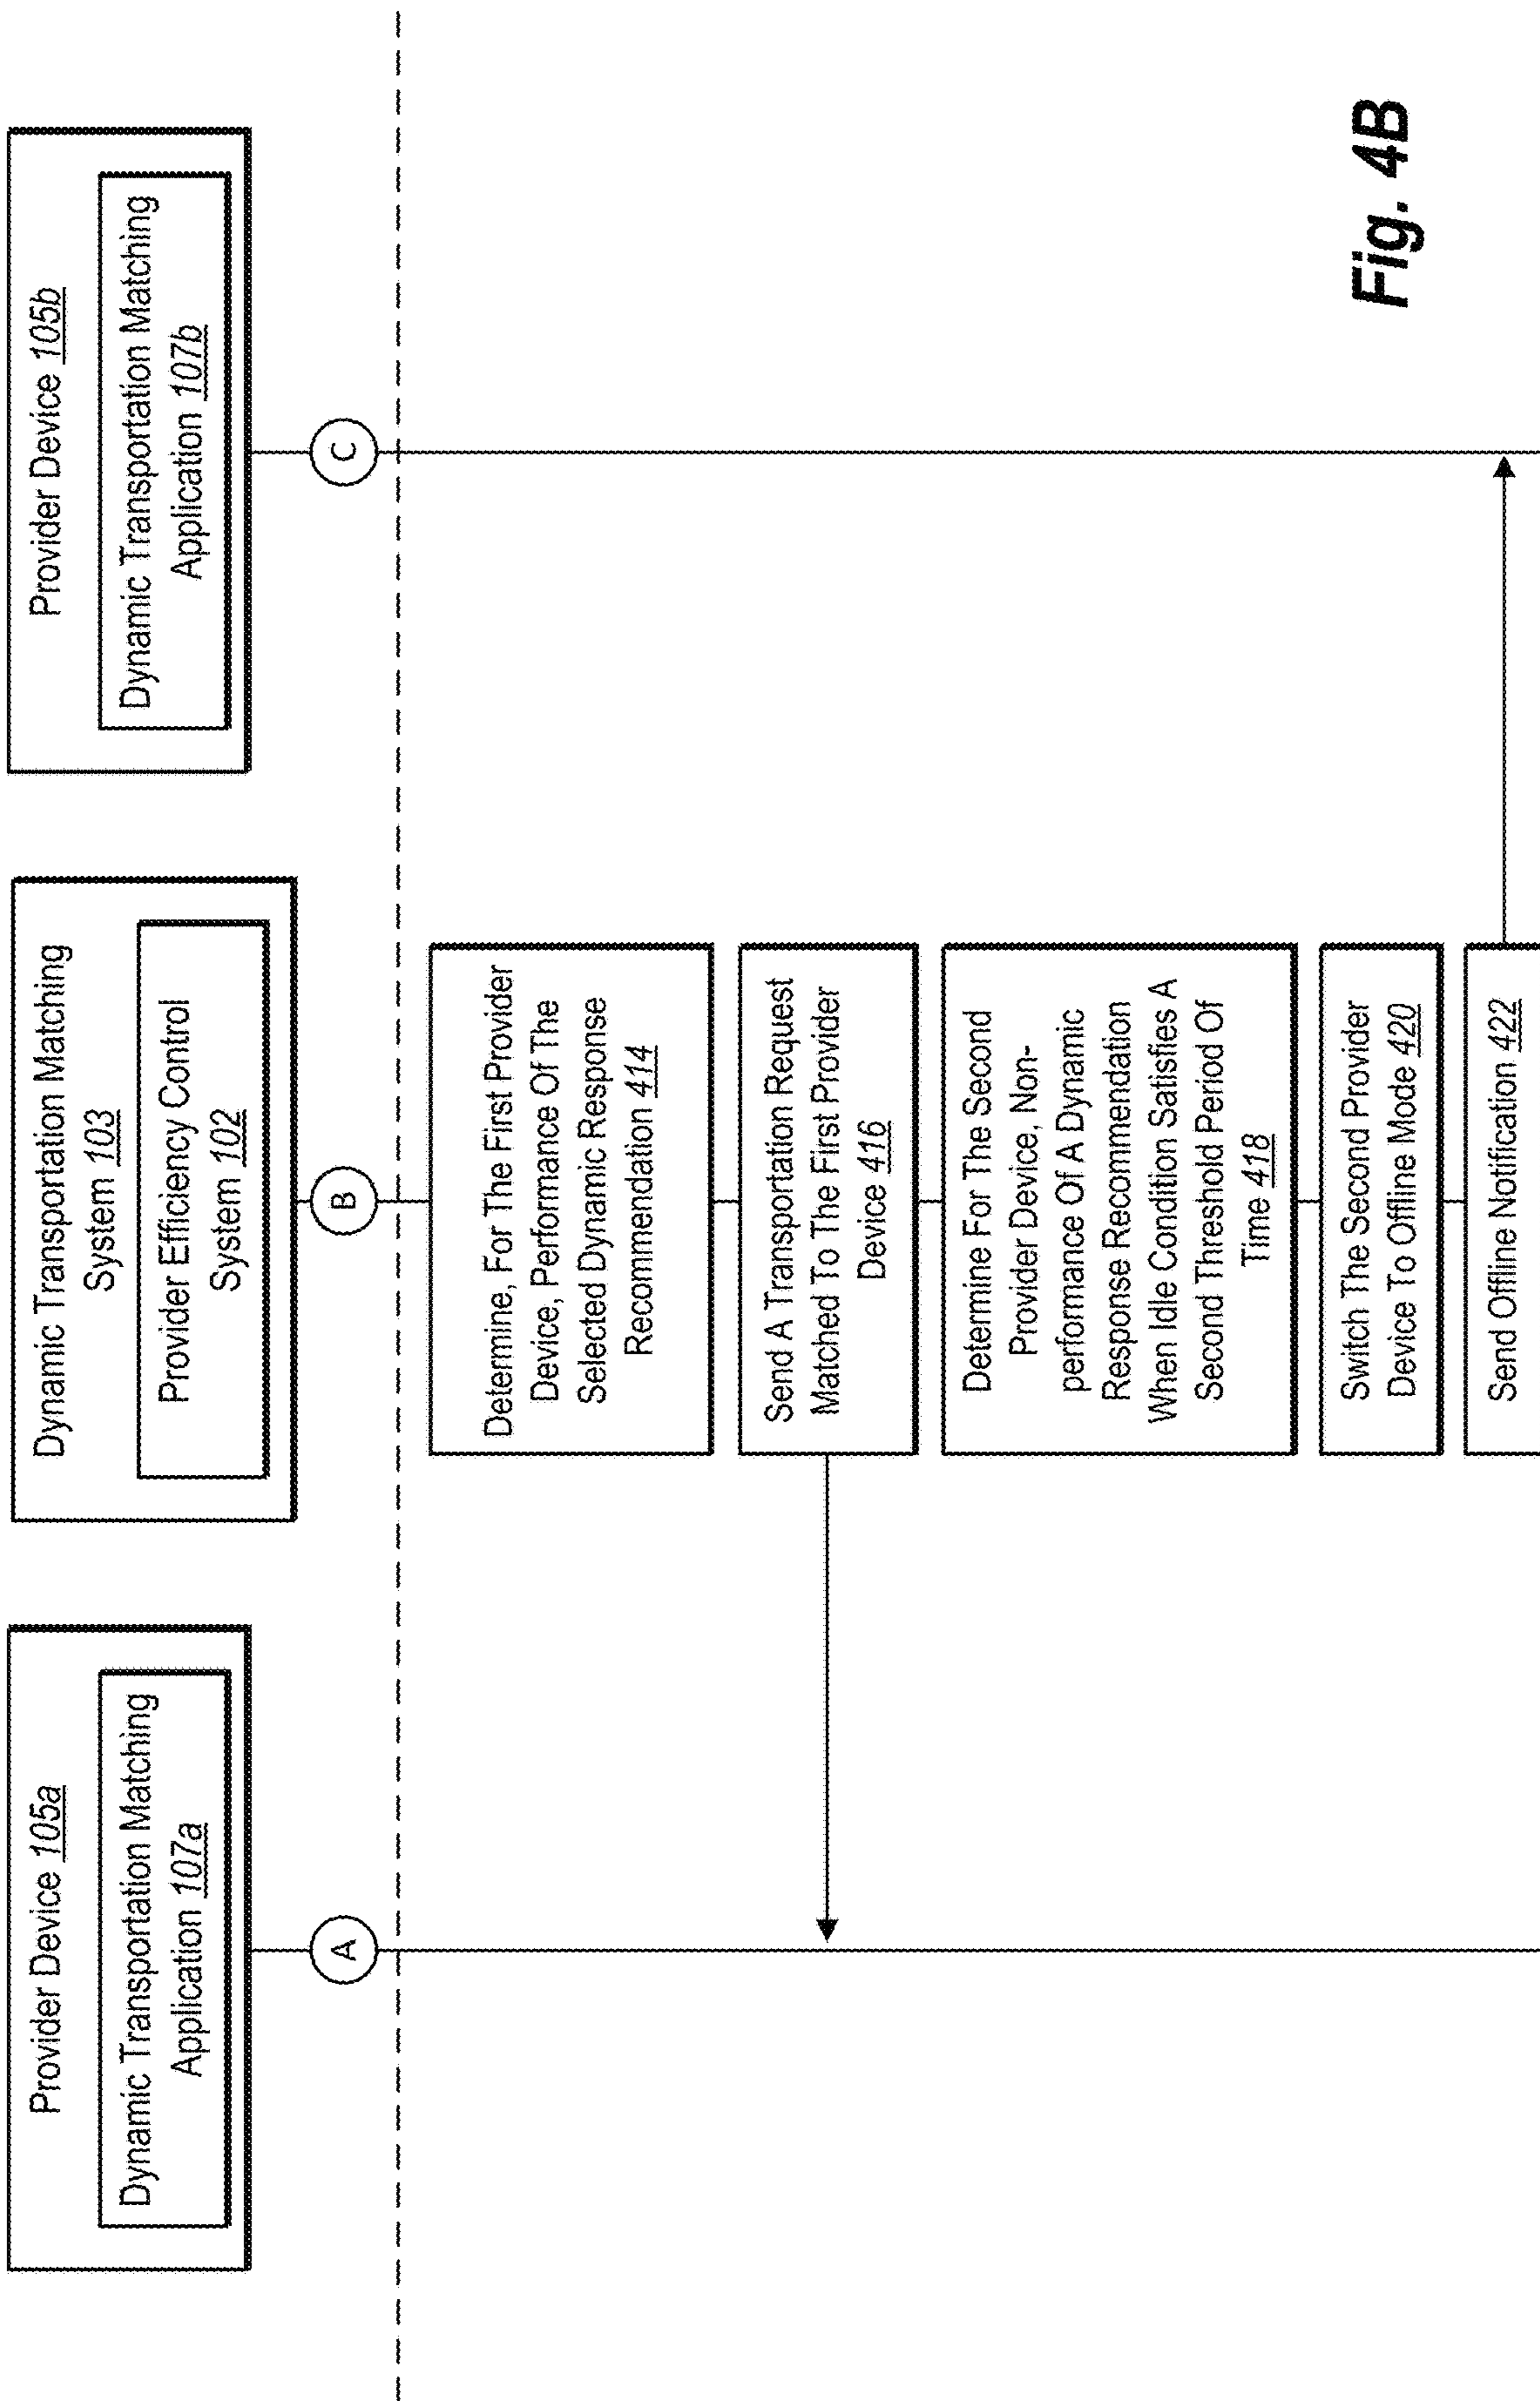 Provider Device 105a
Dynamic Transportation Matching
Application 107a
A
Dynamic Transportation Matching
System 103
Provider Efficiency Control
System 102
B
Provider Device 105b
Dynamic Transportation Matching
Application 107b
C
Determine, For The First Provider
Device, Performance Of The
Selected Dynamic Response
Recommendation 414
Send A Transportation Request
Matched To The First Provider
Device 416
Determine For The Second
Provider Device, Non-
performance Of A Dynamic
Response Recommendation
When Idle Condition Satisfies A
Second Threshold Period Of
Time 418
Switch The Second Provider
Device To Offline Mode 420
Send Offline Notification 422
Fig. 4B